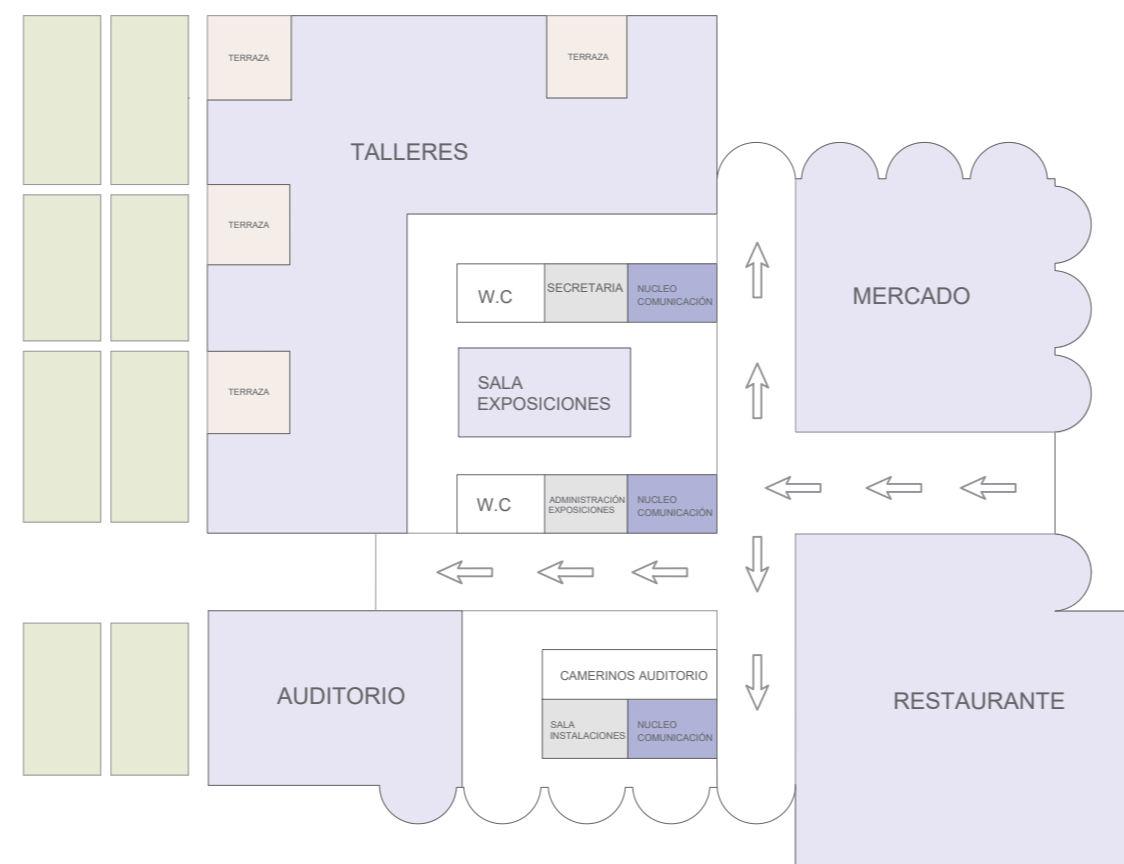 TERRAZA
TERRAZA
TALLERES
TERRAZA
W.C
SECRETARIA
NUCLEO
COMUNICACIÓN
MERCADO
SALA
EXPOSICIONES
TERRAZA
W.C
ADMINISTRACIÓN
EXPOSICIONES
NUCLEO
COMUNICACIÓN
AUDITORIO
CAMERINOS AUDITORIO
SALA
INSTALACIONES
NUCLEO
COMUNICACIÓN
RESTAURANTE